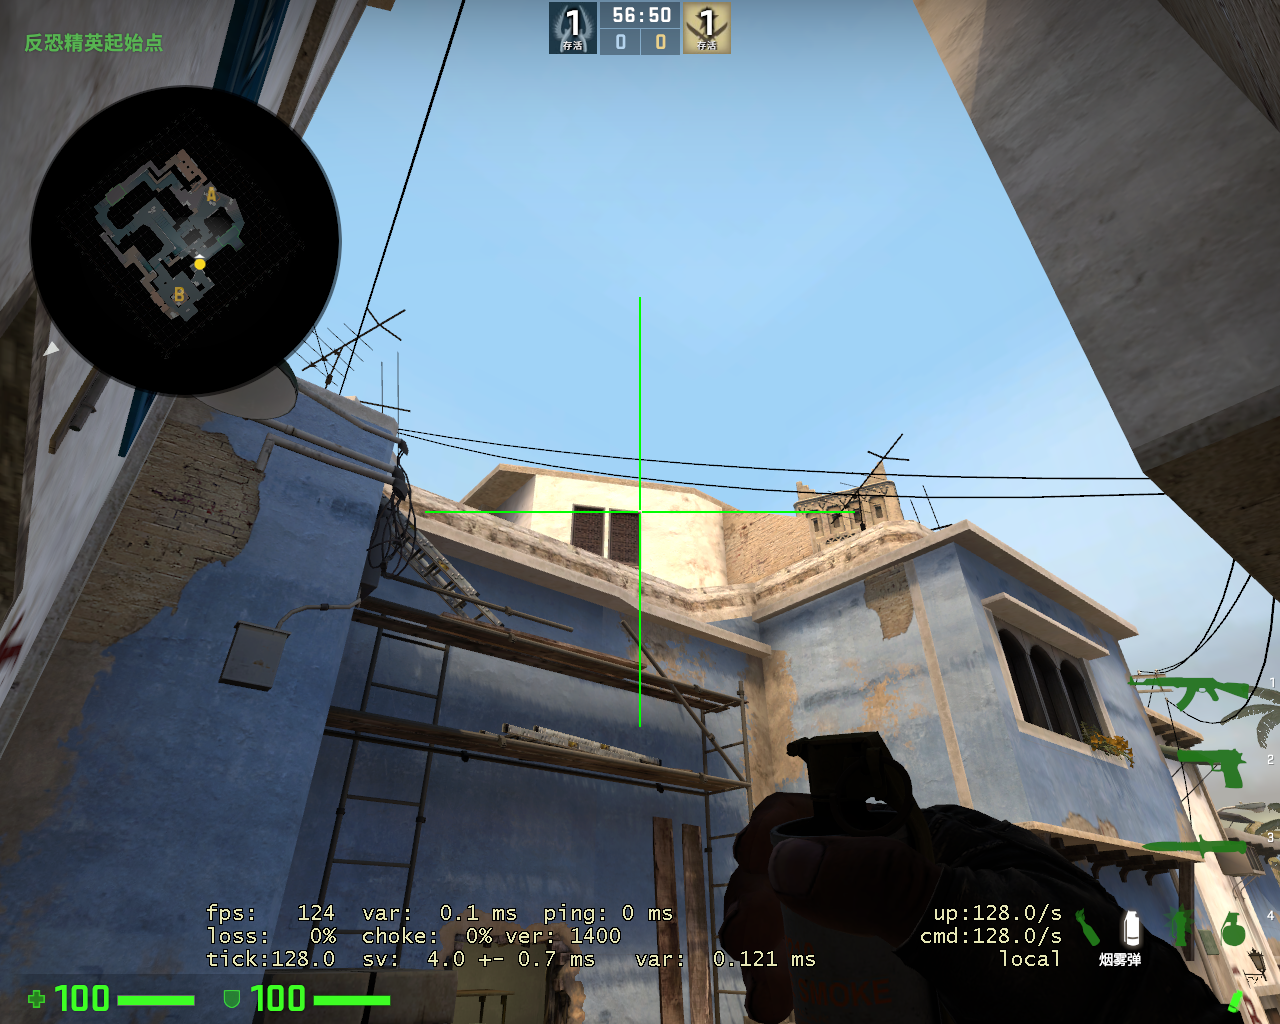 反恐精英起始点
1 56:50 1
存活 0 0 存活
A
B
1
2
3
4
fps: 124 var: 0.1 ms ping: 0 ms
loss: 0% choke: 0% ver: 1400
tick:128.0 sv: 4.0 +- 0.7 ms var: 0.121 ms
up:128.0/s
cmd:128.0/s
local
烟雾弹
100 100